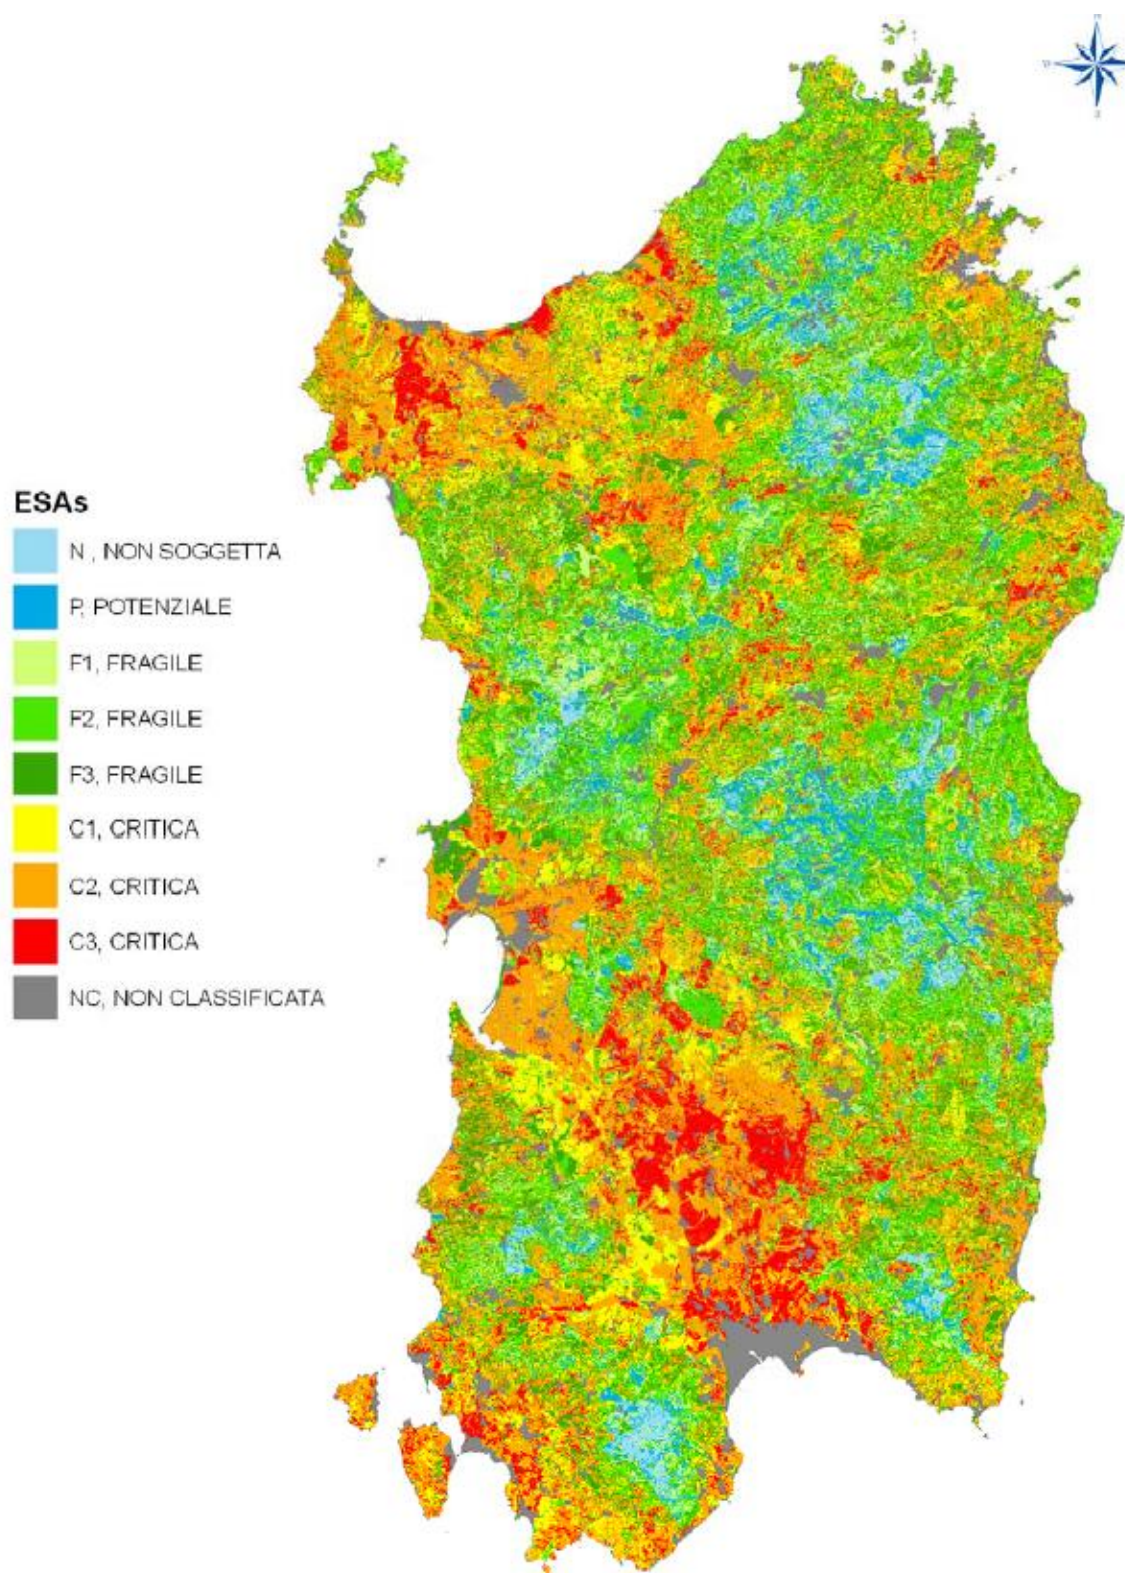 ESAs
N , NON SOGGETTA
P, POTENZIALE
F1, FRAGILE
F2, FRAGILE
F3, FRAGILE
C1, CRITICA
C2, CRITICA
C3, CRITICA
NC, NON CLASSIFICATA